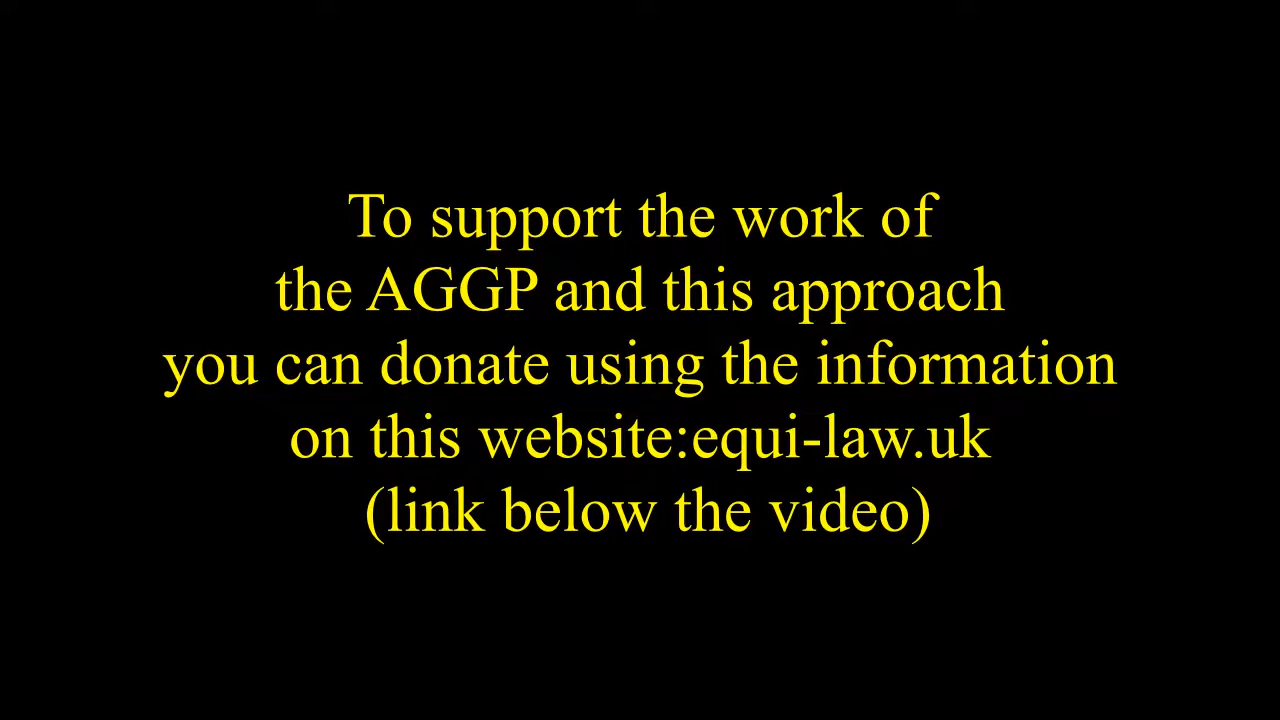 To support the work of
the AGGP and this approach
you can donate using the information
on this website:equi-law.uk
(link below the video)